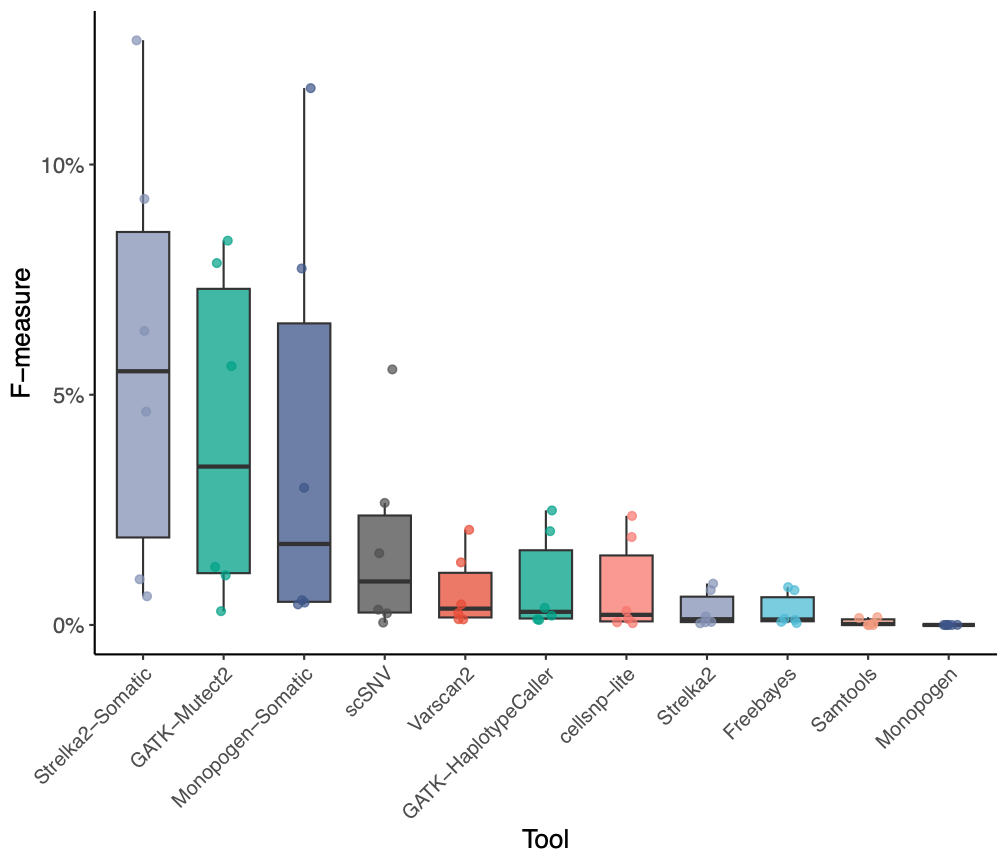 F−measure
10%
5%
0%
Strelka2−Somatic
GATK−Mutect2
Monopogen−Somatic
scSNV
Varscan2
GATK−HaplotypeCaller
cellsnp−lite
Strelka2
Freebayes
Samtools
Monopogen
Tool